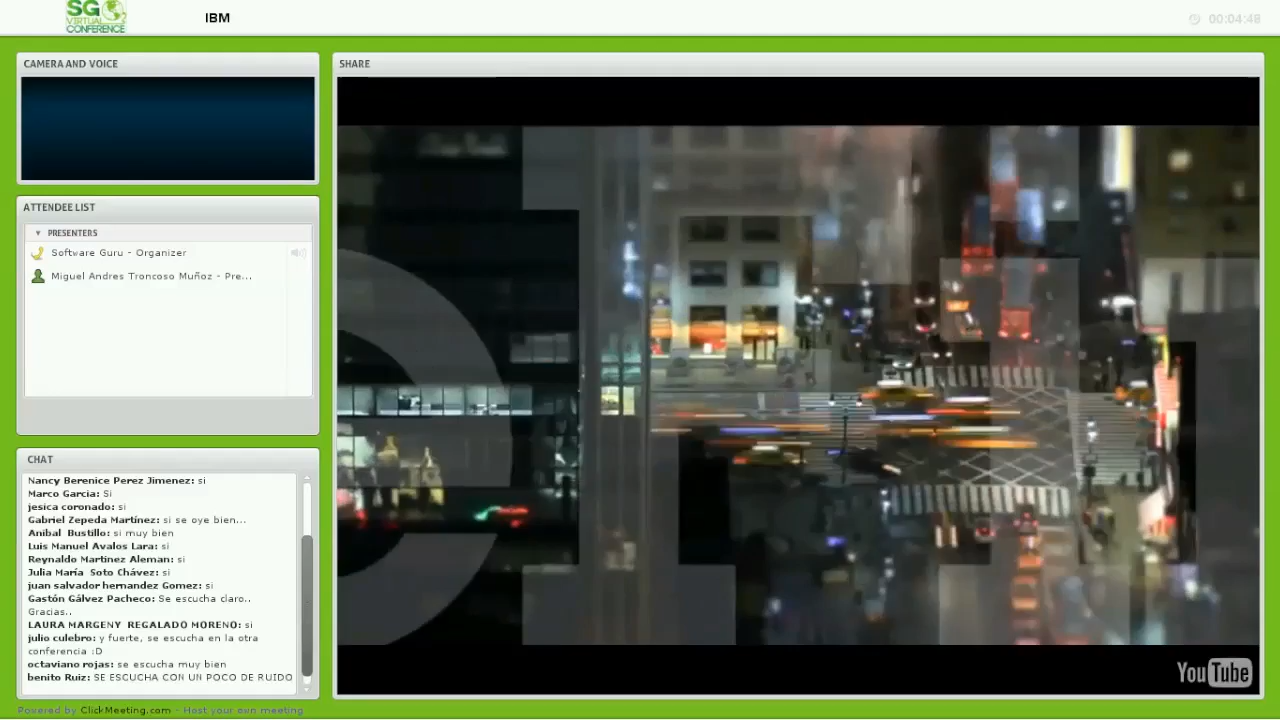 SG
VIRTUAL
CONFERENCE
IBM
00:04:48
CAMERA AND VOICE
SHARE
ATTENDEE LIST
PRESENTERS
Software Guru - Organizer
Miguel Andres Troncoso Muñoz - Pre...
CHAT
Nancy Berenice Perez Jimenez: si
Marco Garcia: Si
jesica coronado: si
Gabriel Zepeda Martínez: si se oye bien...
Anibal Bustillo: si muy bien
Luis Manuel Avalos Lara: si
Reynaldo Martinez Aleman: si
Julia María Soto Chávez: si
juan salvador hernandez Gomez: si
Gastón Gálvez Pacheco: Se escucha claro..
Gracias..
LAURA MARGENY REGALADO MORENO: si
julio culebro: y fuerte, se escucha en la otra
conferencia :D
octaviano rojas: se escucha muy bien
benito Ruiz: SE ESCUCHA CON UN POCO DE RUIDO
YouTube
Powered by ClickMeeting.com - Host your own meeting